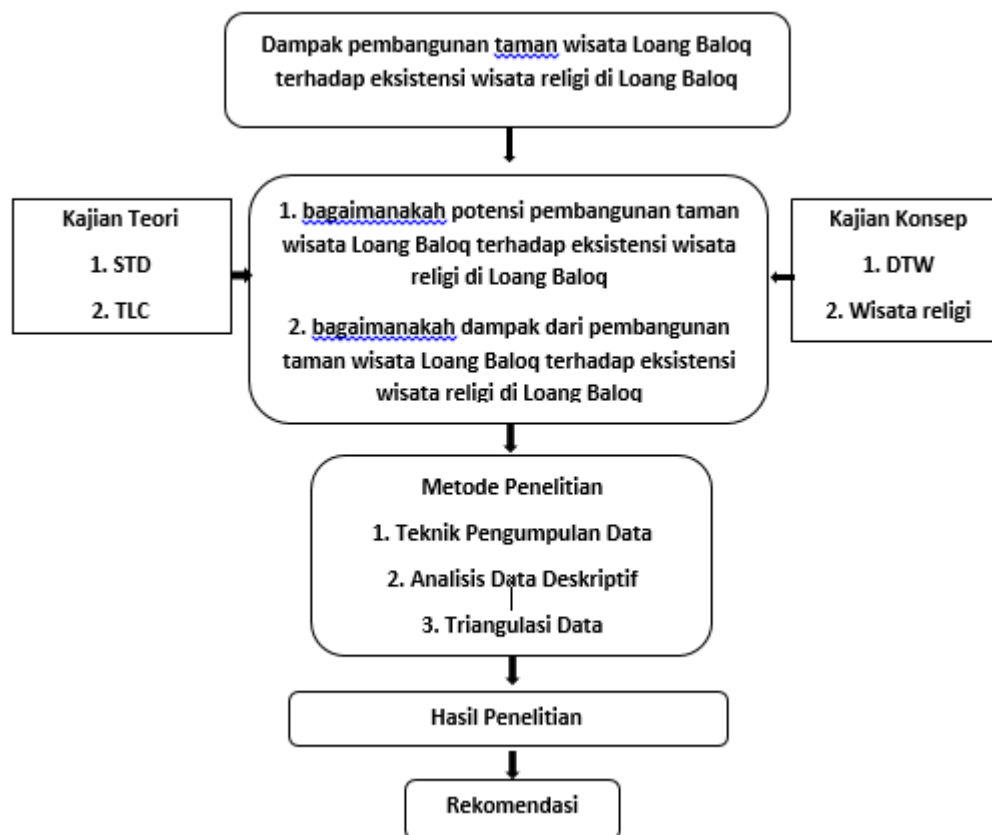 Dampak pembangunan taman wisata Loang Baloq
terhadap eksistensi wisata religi di Loang Baloq
Kajian Teori
1. STD
2. TLC
1. bagaimanakah potensi pembangunan taman
wisata Loang Baloq terhadap eksistensi wisata
religi di Loang Baloq
2. bagaimanakah dampak dari pembangunan
taman wisata Loang Baloq terhadap eksistensi
wisata religi di Loang Baloq
Kajian Konsep
1. DTW
2. Wisata religi
Metode Penelitian
1. Teknik Pengumpulan Data
2. Analisis Data Deskriptif
3. Triangulasi Data
Hasil Penelitian
Rekomendasi